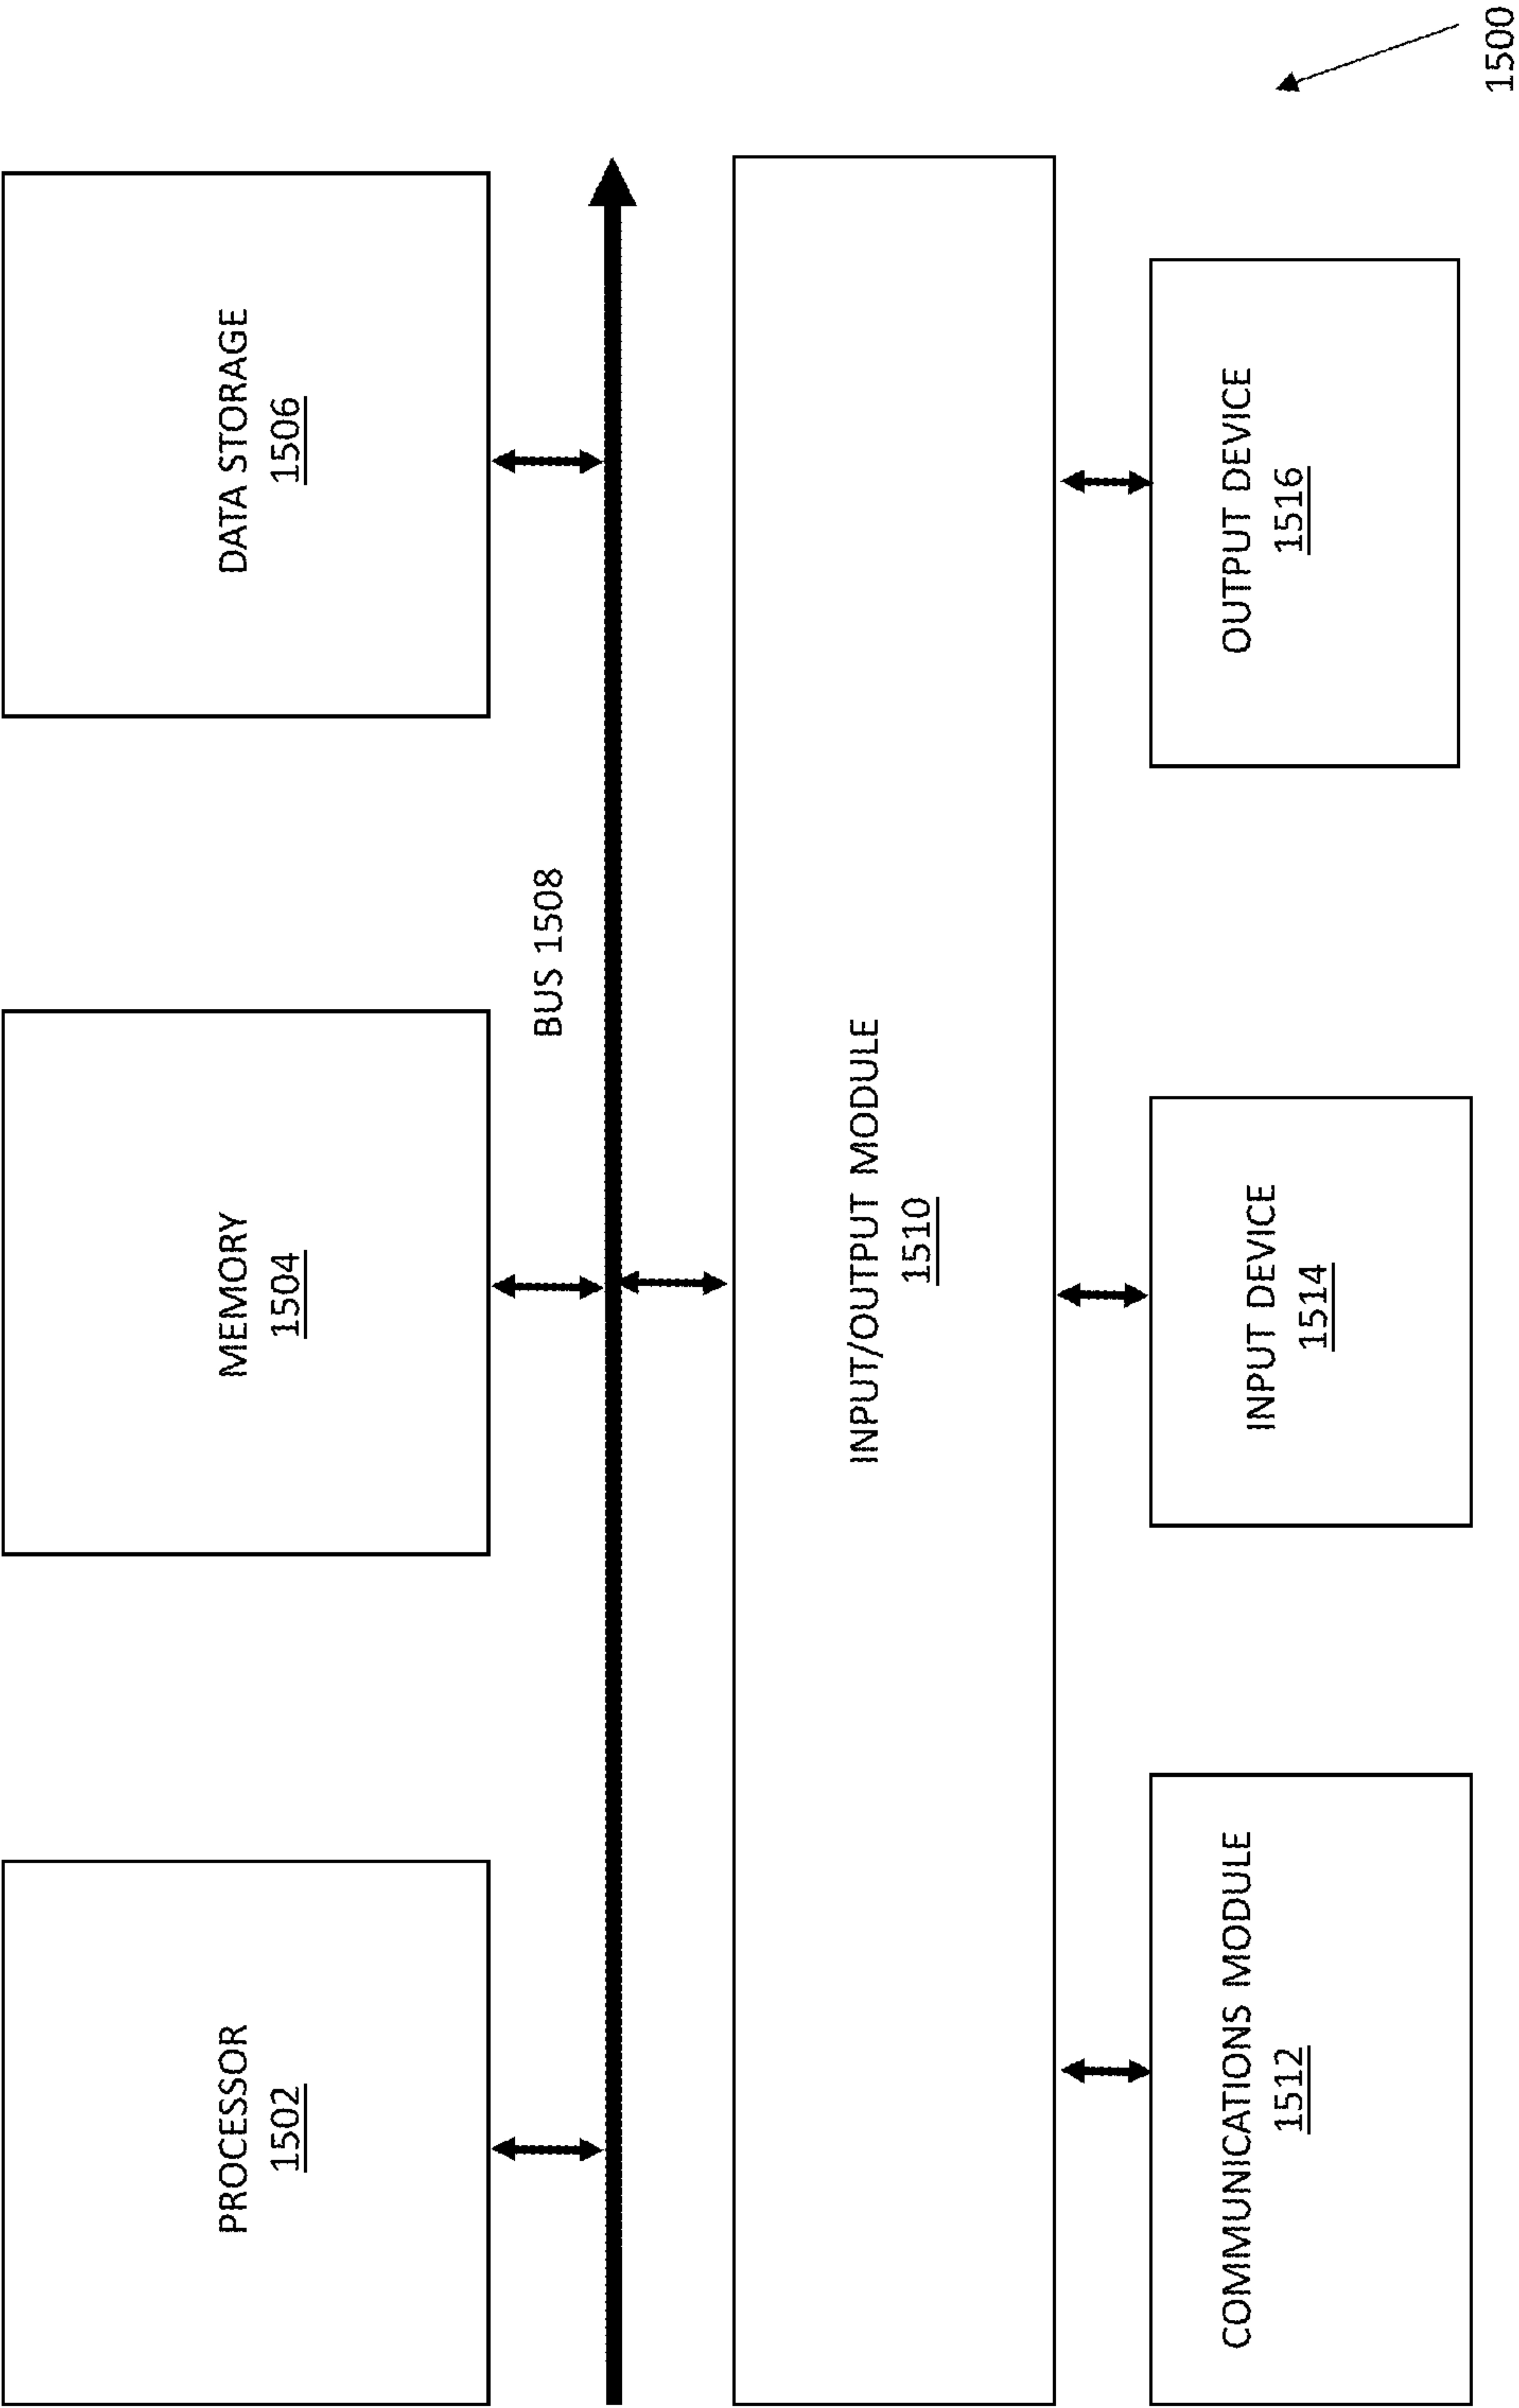 PROCESSOR
1502
MEMORY
1504
DATA STORAGE
1506
BUS 1508
INPUT/OUTPUT MODULE
1510
COMMUNICATIONS MODULE
1512
INPUT DEVICE
1514
OUTPUT DEVICE
1516
1500